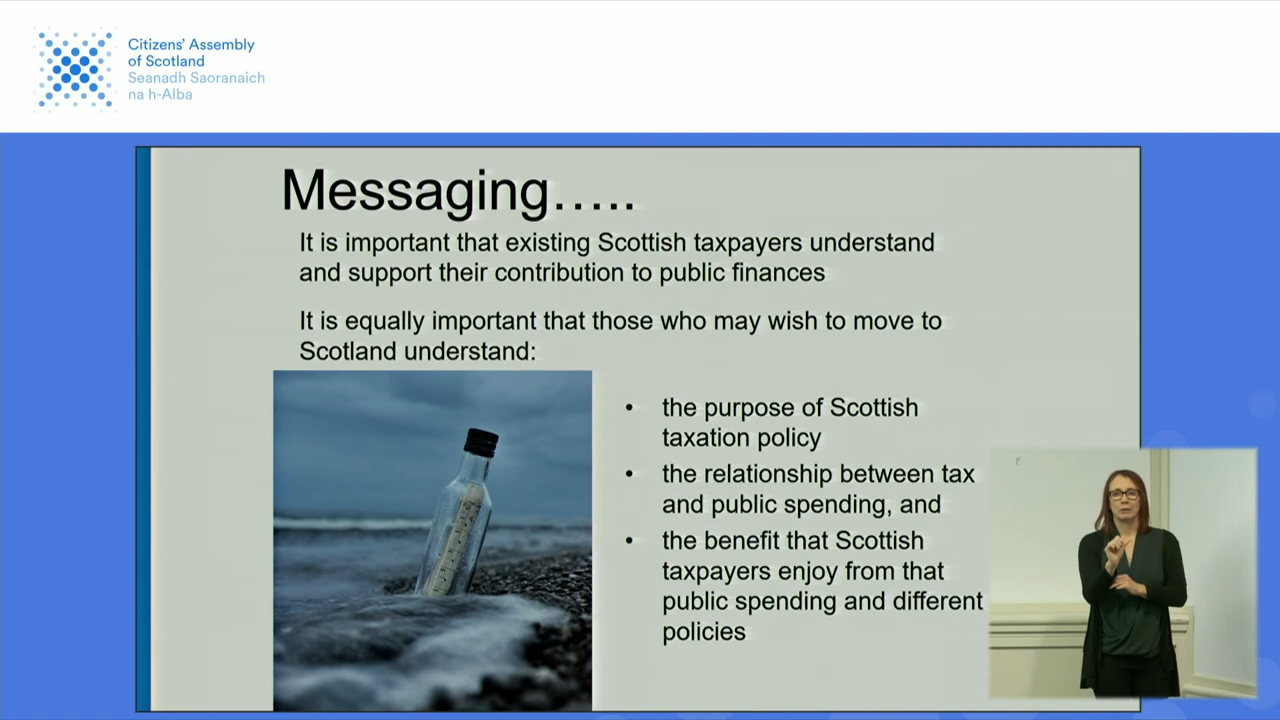 Citizens’ Assembly
of Scotland
Seanadh Saoranaich
na h-Alba
Messaging…..
It is important that existing Scottish taxpayers understand
and support their contribution to public finances
It is equally important that those who may wish to move to
Scotland understand:
• the purpose of Scottish
taxation policy
• the relationship between tax
and public spending, and
• the benefit that Scottish
taxpayers enjoy from that
public spending and different
policies